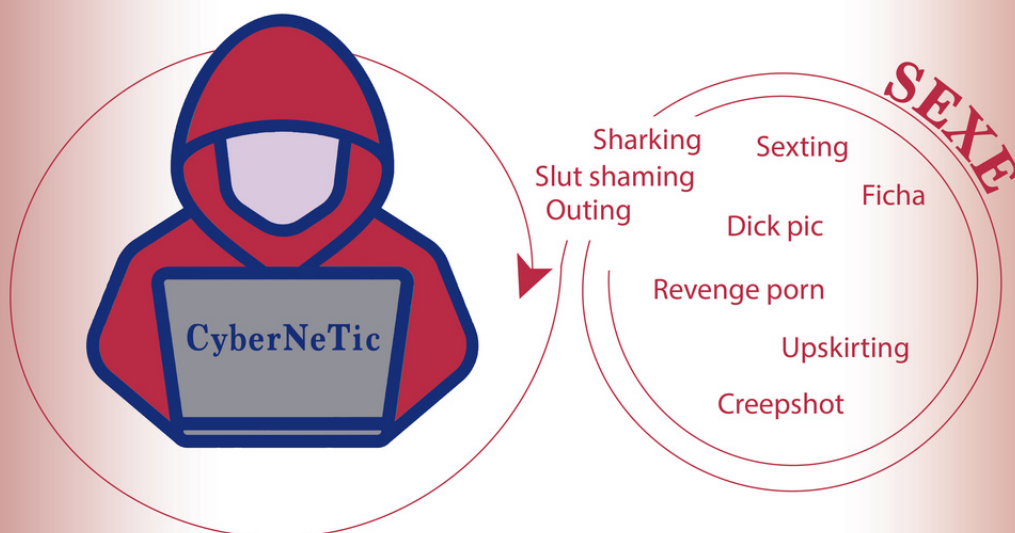 CyberNeTic
SEXE
Sharking
Sexting
Slut shaming
Ficha
Outing
Dick pic
Revenge porn
Upskirting
Creepshot